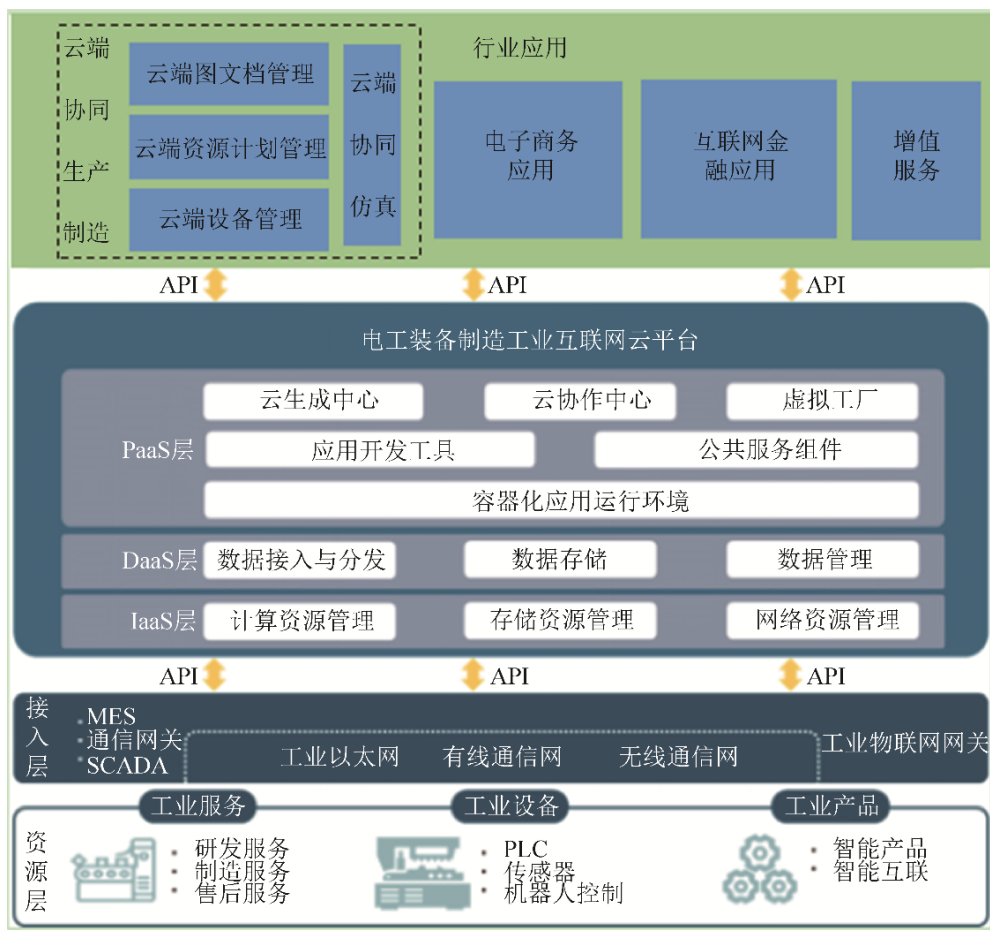 行业应用
云端
协同
生产
制造
云端图文档管理
云端资源计划管理
云端设备管理
云端
协同
仿真
电子商务
应用
互联网金
融应用
增值
服务
API
API
API
电工装备制造工业互联网云平台
PaaS层
云生成中心
云协作中心
虚拟工厂
应用开发工具
公共服务组件
容器化应用运行环境
DaaS层
数据接入与分发
数据存储
数据管理
IaaS层
计算资源管理
存储资源管理
网络资源管理
API
API
API
接
入
层
·MES
·通信网关
·SCADA
工业以太网
有线通信网
无线通信网
工业物联网网关
资
源
层
工业服务
· 研发服务
· 制造服务
· 售后服务
工业设备
· PLC
· 传感器
· 机器人控制
工业产品
· 智能产品
· 智能互联